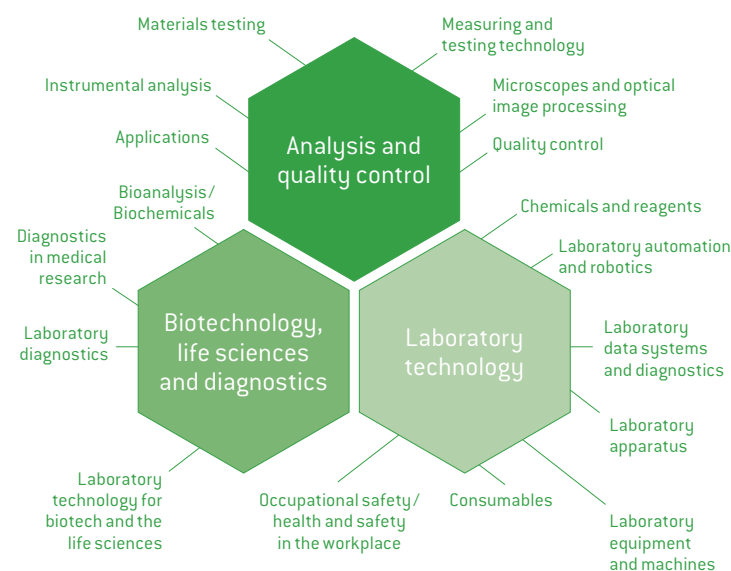 Materials testing
Measuring and
testing technology
Instrumental analysis
Microscopes and optical
image processing
Applications
Quality control
Analysis and
quality control
Bioanalysis/
Biochemicals
Chemicals and reagents
Diagnostics
in medical
research
Laboratory automation
and robotics
Biotechnology,
life sciences
and diagnostics
Laboratory
technology
Laboratory
diagnostics
Laboratory
data systems
and diagnostics
Laboratory
apparatus
Laboratory
technology for
biotech and the
life sciences
Occupational safety/
health and safety
in the workplace
Consumables
Laboratory
equipment
and machines